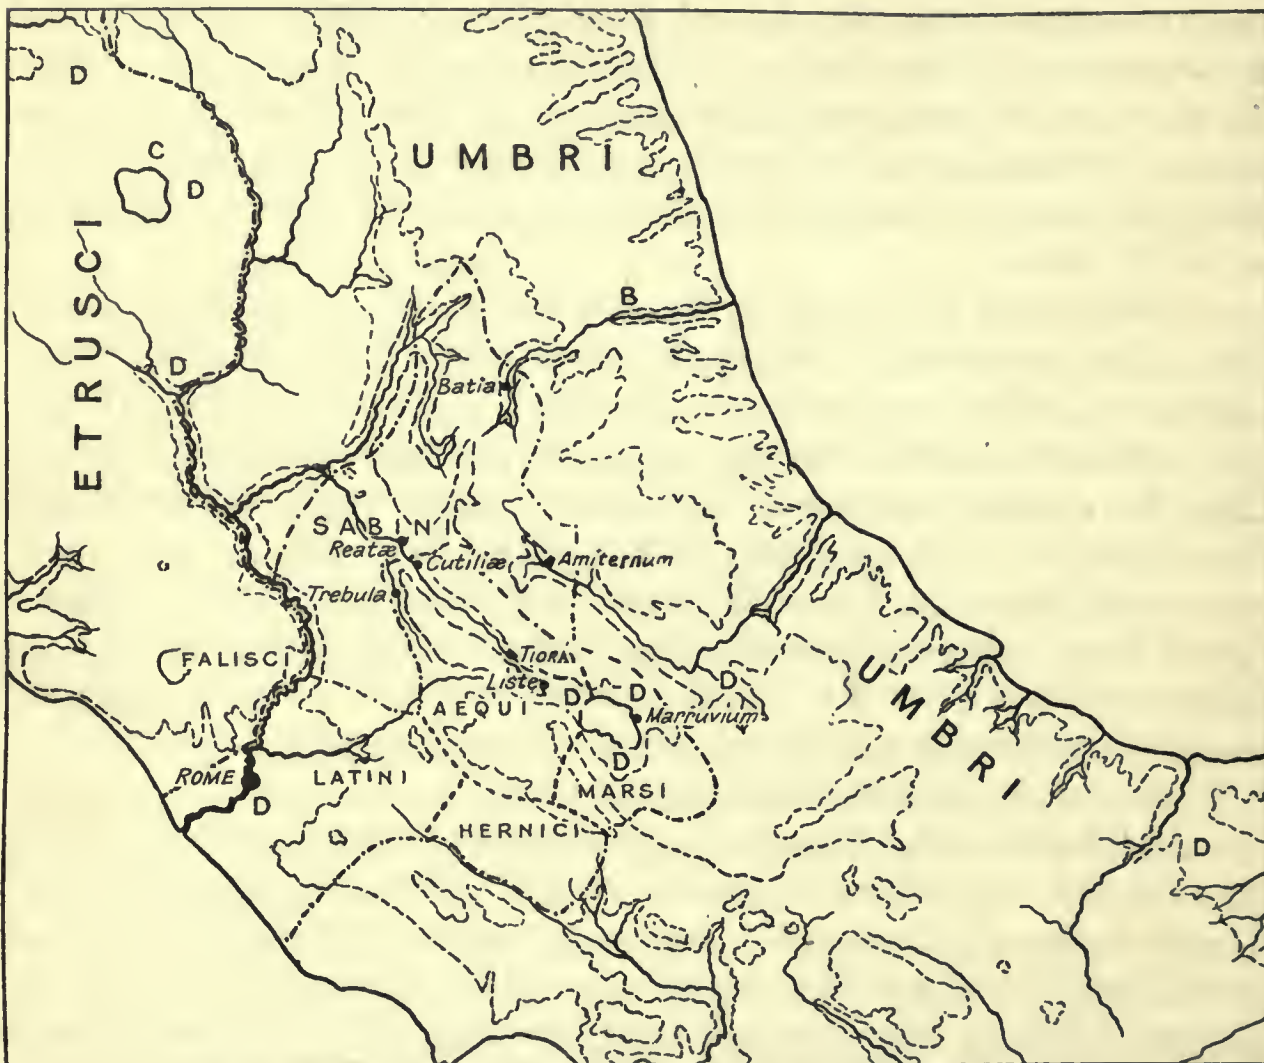 D
C
D
UMBRI
ETRUSCI
B
D
Batia
SABINI
Reatæ
Cutiliæ
Amiternum
Trebula
FALISCI
TIORA
Liste
D
D
D
AEQUI
Marruvium
UMBRI
D
ROME
D
LATINI
MARSI
HERNICI
D